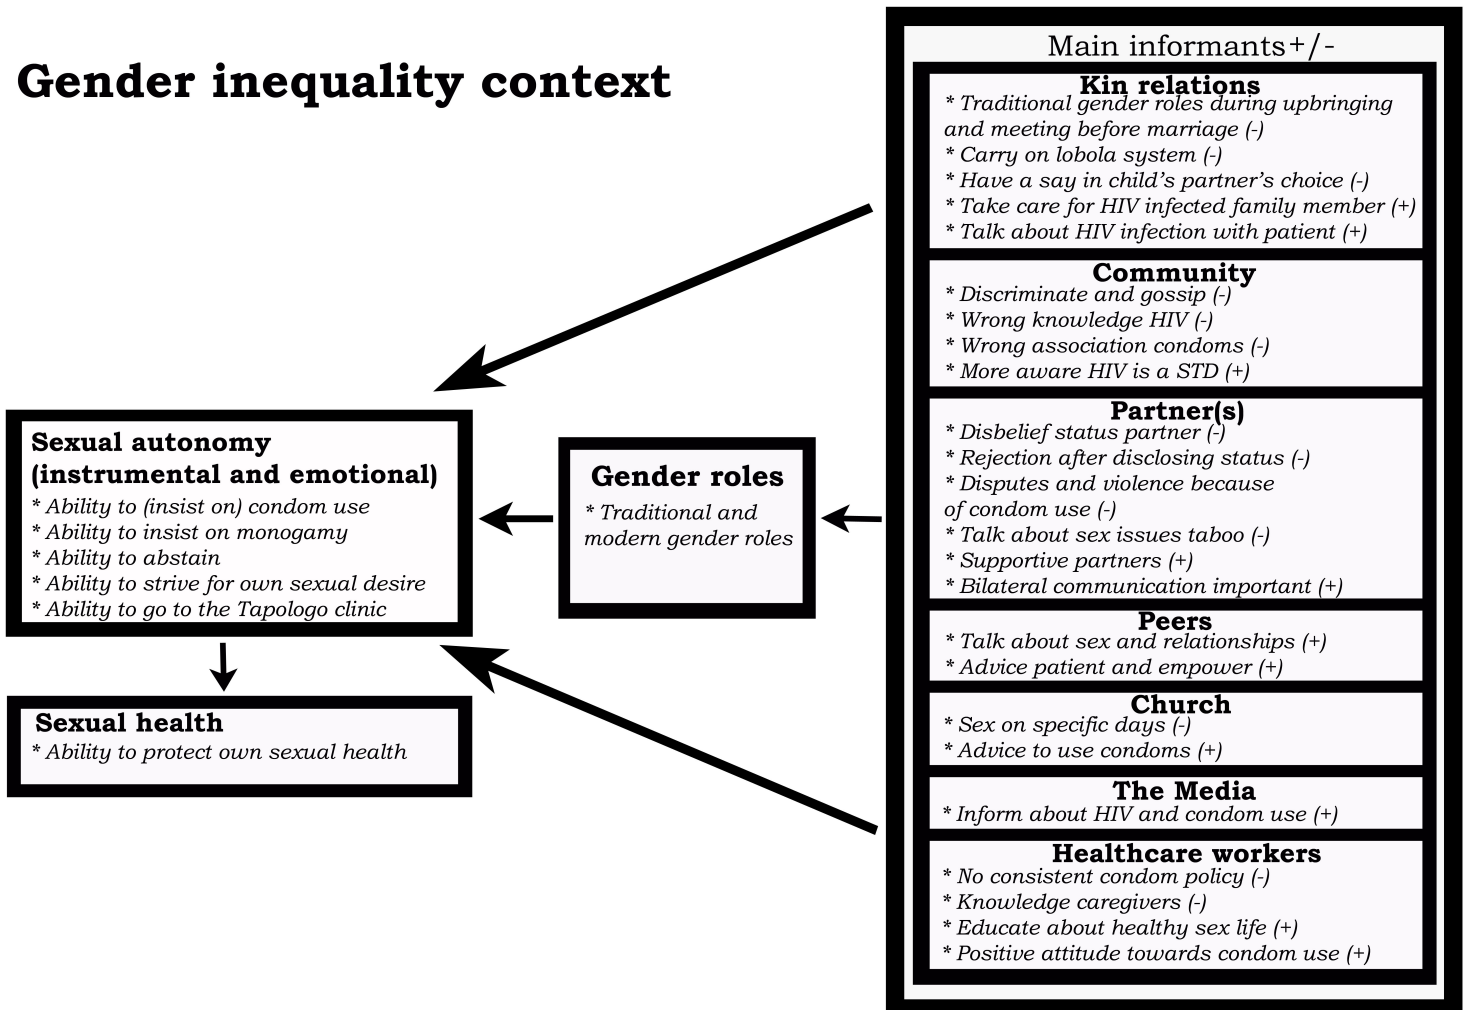 Gender inequality context
Main informants+/-
Kin relations
* Traditional gender roles during upbringing
and meeting before marriage (-)
* Carry on lobola system (-)
* Have a say in child's partner's choice (-)
* Take care for HIV infected family member (+)
* Talk about HIV infection with patient (+)
Community
* Discriminate and gossip (-)
* Wrong knowledge HIV (-)
* Wrong association condoms (-)
* More aware HIV is a STD (+)
Partner(s)
* Disbelief status partner (-)
* Rejection after disclosing status (-)
* Disputes and violence because
of condom use (-)
* Talk about sex issues taboo (-)
* Supportive partners (+)
* Bilateral communication important (+)
Peers
* Talk about sex and relationships (+)
* Advice patient and empower (+)
Church
* Sex on specific days (-)
* Advice to use condoms (+)
The Media
* Inform about HIV and condom use (+)
Healthcare workers
* No consistent condom policy (-)
* Knowledge caregivers (-)
* Educate about healthy sex life (+)
* Positive attitude towards condom use (+)
Gender roles
* Traditional and
modern gender roles
Sexual autonomy
(instrumental and emotional)
* Ability to (insist on) condom use
* Ability to insist on monogamy
* Ability to abstain
* Ability to strive for own sexual desire
* Ability to go to the Tapologo clinic
Sexual health
* Ability to protect own sexual health